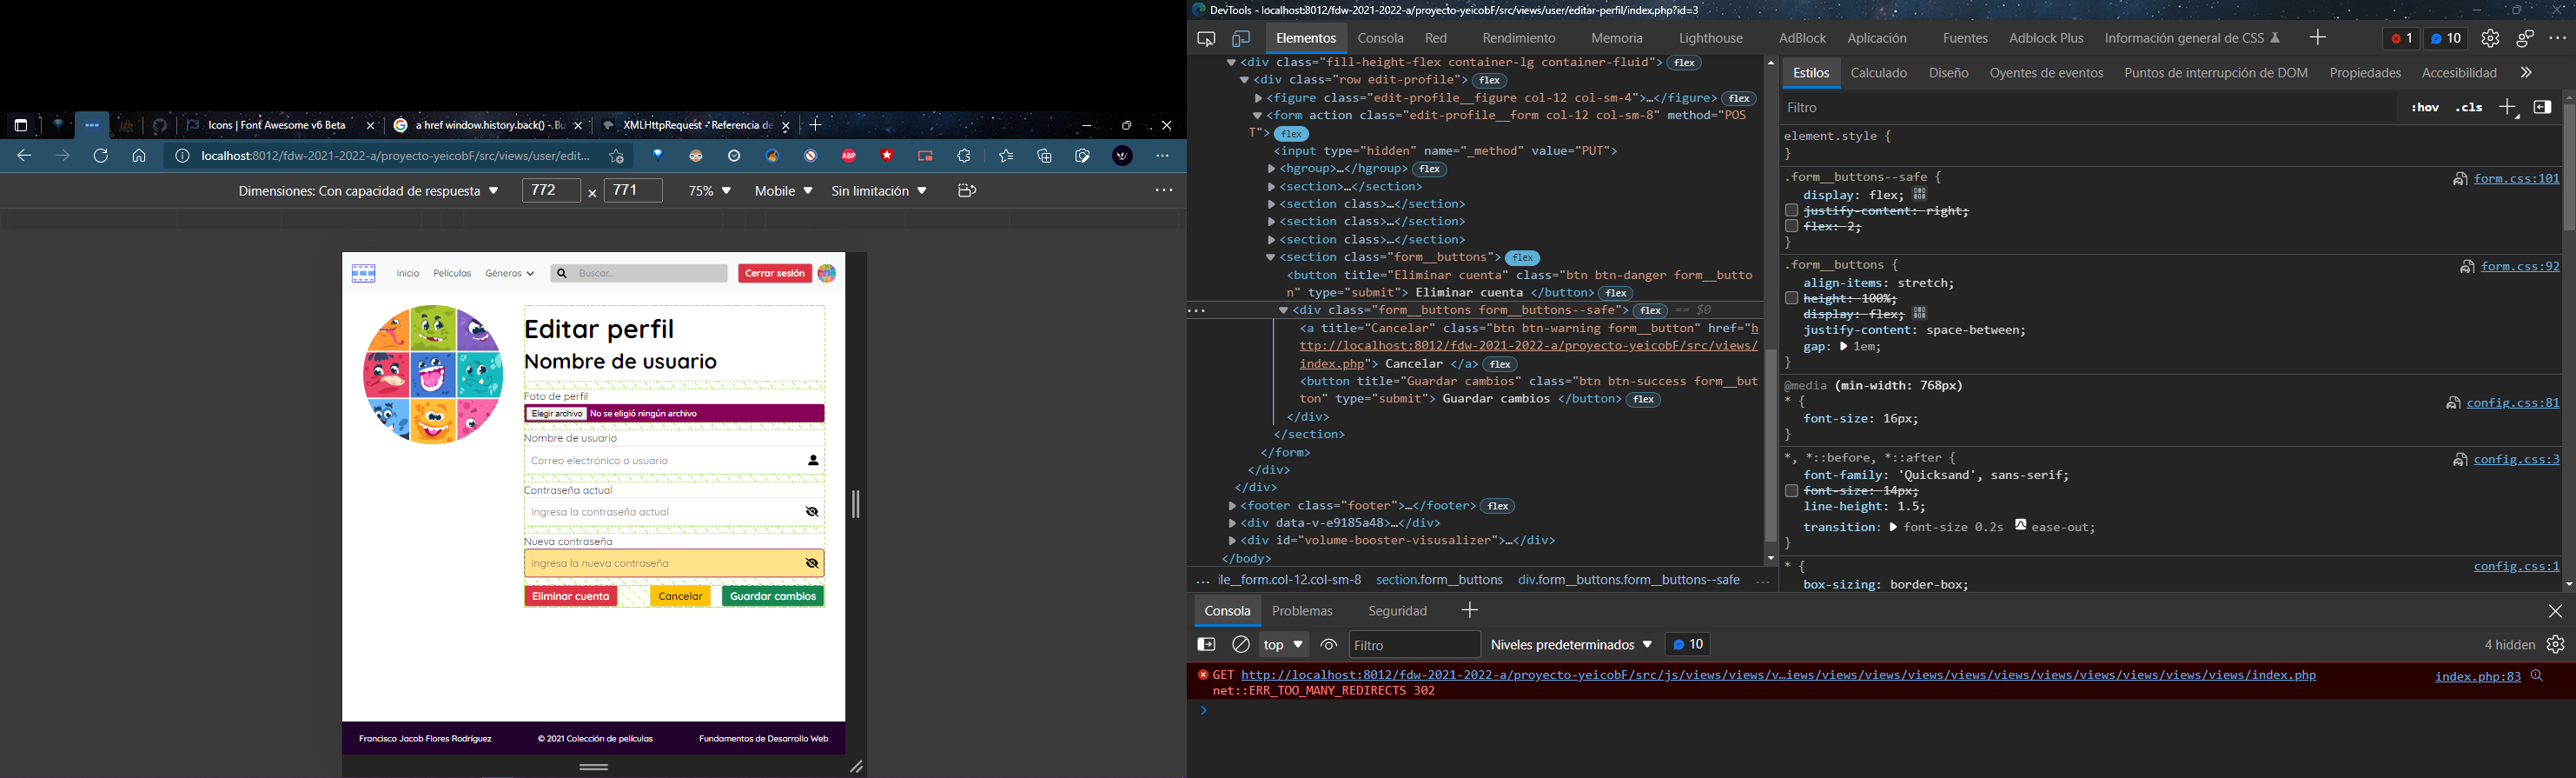 DevTools - localhost:8012/fdw-2021-2022-a/proyecto-yeicobF/src/views/user/editar-perfil/index.php?id=3
Icons | Font Awesome v6 Beta
a href window.history.back() - Bu
XMLHttpRequest - Referencia de
localhost:8012/fdw-2021-2022-a/proyecto-yeicobF/src/views/user/edit...
ABP
Dimensiones: Con capacidad de respuesta
772
x
771
75%
Mobile
Sin limitación
Inicio
Películas
Géneros
Buscar...
Cerrar sesión
Editar perfil
Nombre de usuario
Foto de perfil
Elegir archivo
No se eligió ningún archivo
Nombre de usuario
Correo electrónico o usuario
Contraseña actual
Ingresa la contraseña actual
Nueva contraseña
Ingresa la nueva contraseña
Eliminar cuenta
Cancelar
Guardar cambios
Francisco Jacob Flores Rodríguez
© 2021 Colección de películas
Fundamentos de Desarrollo Web
Elementos
Consola
Red
Rendimiento
Memoria
Lighthouse
AdBlock
Aplicación
Fuentes
Adblock Plus
Información general de CSS
1
10
<div class="fill-height-flex container-lg container-fluid"> flex
<div class="row edit-profile"> flex
<figure class="edit-profile__figure col-12 col-sm-4">…</figure> flex
<form action class="edit-profile__form col-12 col-sm-8" method="POS
T"> flex
<input type="hidden" name="_method" value="PUT">
<hgroup>…</hgroup> flex
<section>…</section>
<section class>…</section>
<section class>…</section>
<section class>…</section>
<section class="form__buttons"> flex
<button title="Eliminar cuenta" class="btn btn-danger form__butto
n" type="submit"> Eliminar cuenta </button> flex
<div class="form__buttons form__buttons--safe"> flex == $0
<a title="Cancelar" class="btn btn-warning form__button" href="h
ttp://localhost:8012/fdw-2021-2022-a/proyecto-yeicobF/src/views/
index.php"> Cancelar </a> flex
<button title="Guardar cambios" class="btn btn-success form__but
ton" type="submit"> Guardar cambios </button> flex
</div>
</section>
</form>
</div>
</div>
<footer class="footer">…</footer> flex
<div data-v-e9185a48>…</div>
<div id="volume-booster-visusalizer">…</div>
</body>
... ile__form.col-12.col-sm-8
section.form__buttons
div.form__buttons.form__buttons--safe
...
Estilos
Calculado
Diseño
Oyentes de eventos
Puntos de interrupción de DOM
Propiedades
Accesibilidad
Filtro
:hov
.cls
element.style {
}
.form__buttons--safe {
form.css:101
display: flex;
justify-content: right;
flex: 2;
}
.form__buttons {
form.css:92
align-items: stretch;
height: 100%;
display: flex;
justify-content: space-between;
gap: 1em;
}
@media (min-width: 768px)
* {
config.css:81
font-size: 16px;
}
*, *::before, *::after {
config.css:3
font-family: 'Quicksand', sans-serif;
font-size: 14px;
line-height: 1.5;
transition: font-size 0.2s ease-out;
}
* {
config.css:1
box-sizing: border-box;
Consola
Problemas
Seguridad
top
Filtro
Niveles predeterminados
10
4 hidden
GET http://localhost:8012/fdw-2021-2022-a/proyecto-yeicobF/src/js/views/views/v…iews/views/views/views/views/views/views/views/views/views/views/index.php
index.php:83
net::ERR_TOO_MANY_REDIRECTS 302